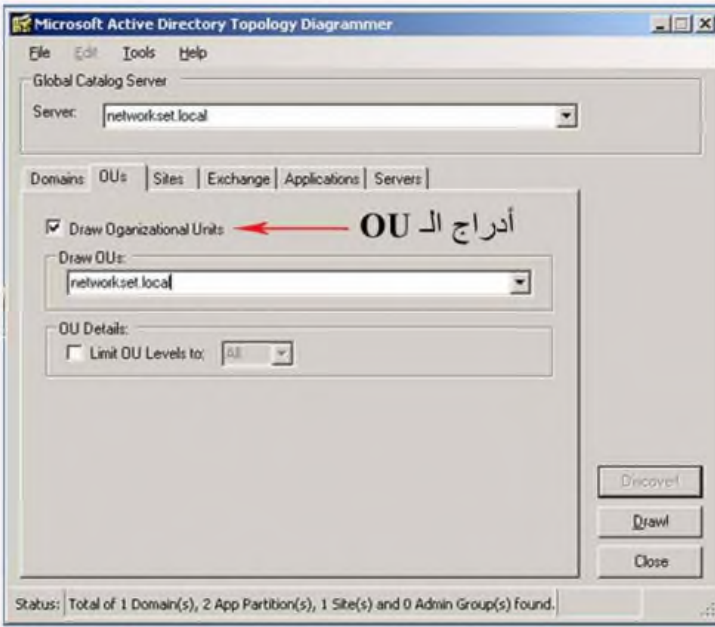 Microsoft Active Directory Topology Diagrammer
File Edit Tools Help
Global Catalog Server
Server: networkset.local
Domains OUs Sites Exchange Applications Servers
Draw Oganizational Units
أدراج الـ OU
Draw OUs:
networkset.local
OU Details:
Limit OU Levels to: All
Discover!
Draw!
Close
Status: Total of 1 Domain(s), 2 App Partition(s), 1 Site(s) and 0 Admin Group(s) found.